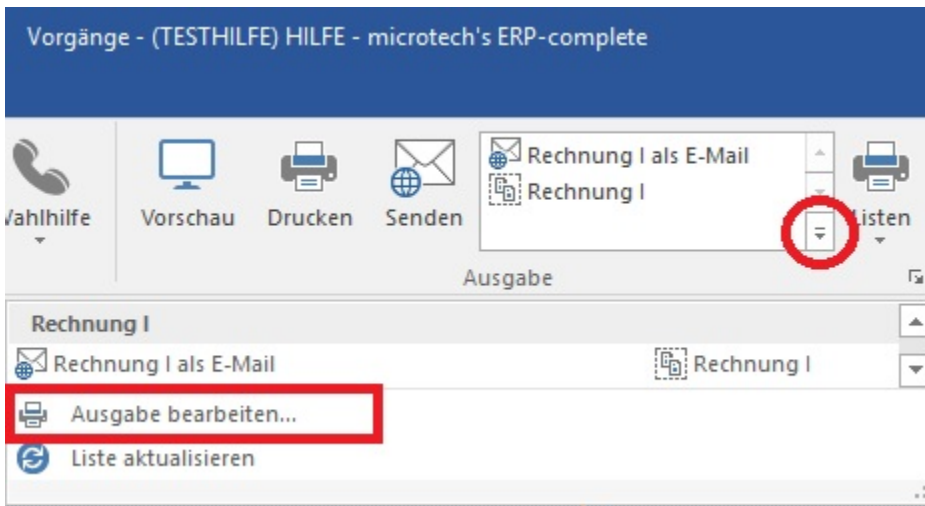 Vorgänge - (TESTHILFE) HILFE - microtech's ERP-complete
Vorschau
Drucken
Senden
Rechnung I als E-Mail
Rechnung I
Ausgabe
Rechnung I
Rechnung I als E-Mail
Rechnung I
Ausgabe bearbeiten...
Liste aktualisieren